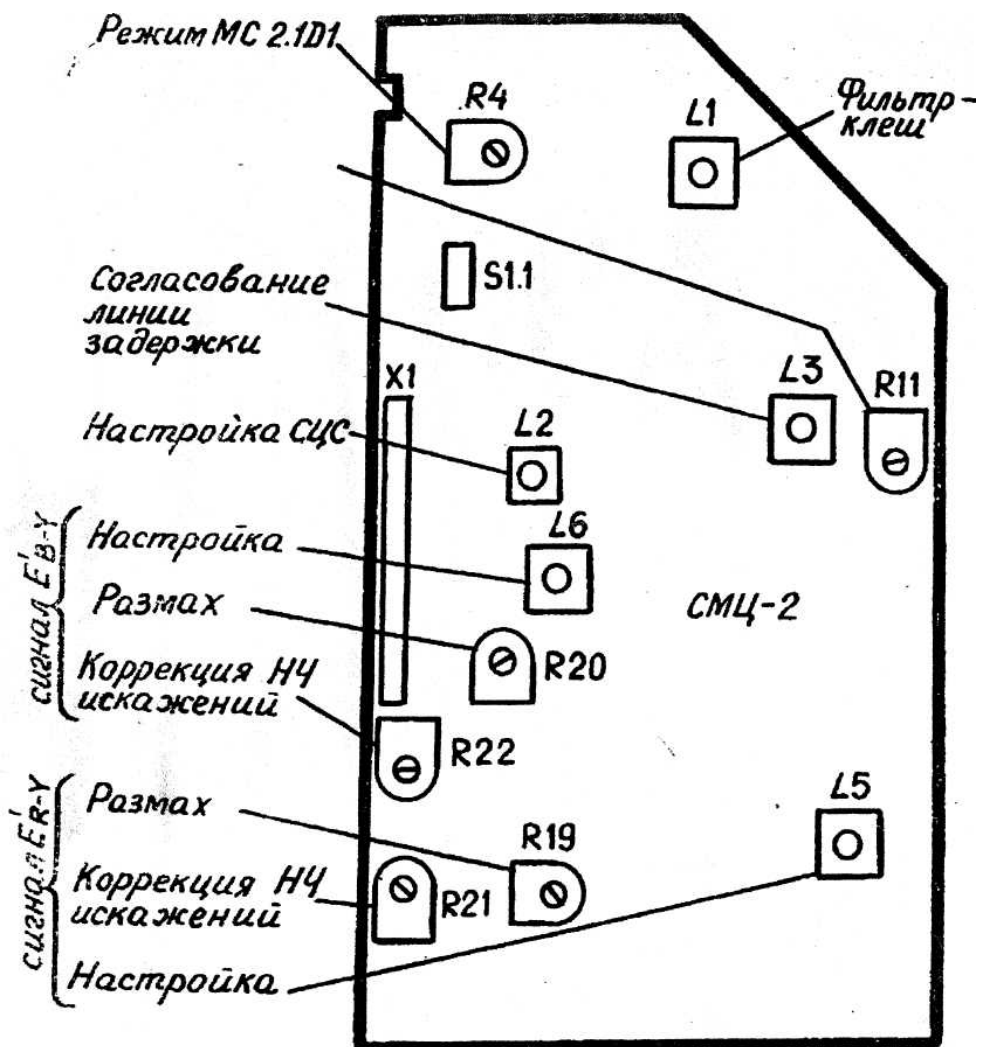 Режим МС 2.1D1
R4
L1
Фильтр-
клеш
S1.1
Согласование
линии
задержки
X1
L3
R11
Настройка СЦС
L2
сигнал E'B-Y
Настройка
L6
Размах
СМЦ-2
R20
Коррекция НЧ
искажений
R22
сигнал E'R-Y
Размах
L5
R19
Коррекция НЧ
искажений
R21
Настройка